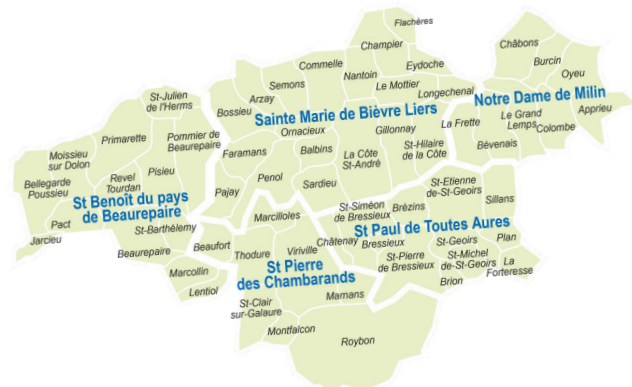 Flachères
Champier
Châbons
Commelle
Eydoche
Burcin
Nantoin
Oyeu
Semons
Le Mottier
St-Julien
de l'Herms
Arzay
Longechenal
Notre Dame de Milin
Bossieu
Sainte Marie de Bièvre Liers
Apprieu
Ornacieux
Gillonnay
La Frette
Le Grand
Lemps
Colombe
Primarette
Pommier de
Beaurepaire
Faramans
Balbins
La Côte
St-André
St-Hilaire
de la Côte
Bévenais
Moissieu
sur Dolon
Pisieu
Revel
Tourdan
Penol
Sardieu
St-Etienne
de-St-Geoirs
Bellegarde
Poussieu
Pajay
Sillans
St Benoît du pays
de Beaurepaire
Marcilloles
St-Siméon
de Bressieux
Brézins
Pact
St-Barthélemy
St Paul de Toutes Aures
Jarcieu
Beaufort
Châtenay
Bressieux
St-Geoirs
Plan
Beaurepaire
Thodure
Viriville
St-Pierre
de Bressieux
St-Michel
de-St-Geoirs
La
Forteresse
Marcollin
St Pierre
des Chambarands
Brion
Lentiol
Marnans
St-Clair
sur-Galaure
Montfalcon
Roybon